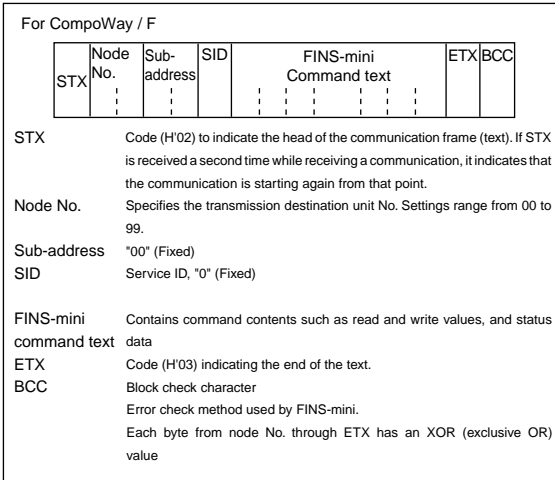 For CompoWay / F
STX
Node No.
Sub-address
SID
FINS-mini Command text
ETX
BCC
STX Code (H'02) to indicate the head of the communication frame (text). If STX
is received a second time while receiving a communication, it indicates that
the communication is starting again from that point.
Node No. Specifies the transmission destination unit No. Settings range from 00 to
99.
Sub-address "00" (Fixed)
SID Service ID, "0" (Fixed)
FINS-mini Contains command contents such as read and write values, and status
command text data
ETX Code (H'03) indicating the end of the text.
BCC Block check character
Error check method used by FINS-mini.
Each byte from node No. through ETX has an XOR (exclusive OR)
value